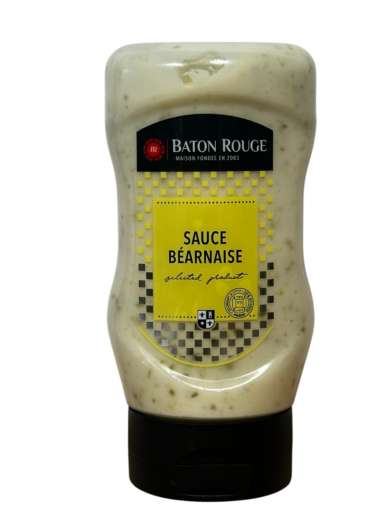 BR
BATON ROUGE
MAISON FONDÉE EN 2003
SAUCE
BÉARNAISE
selected product